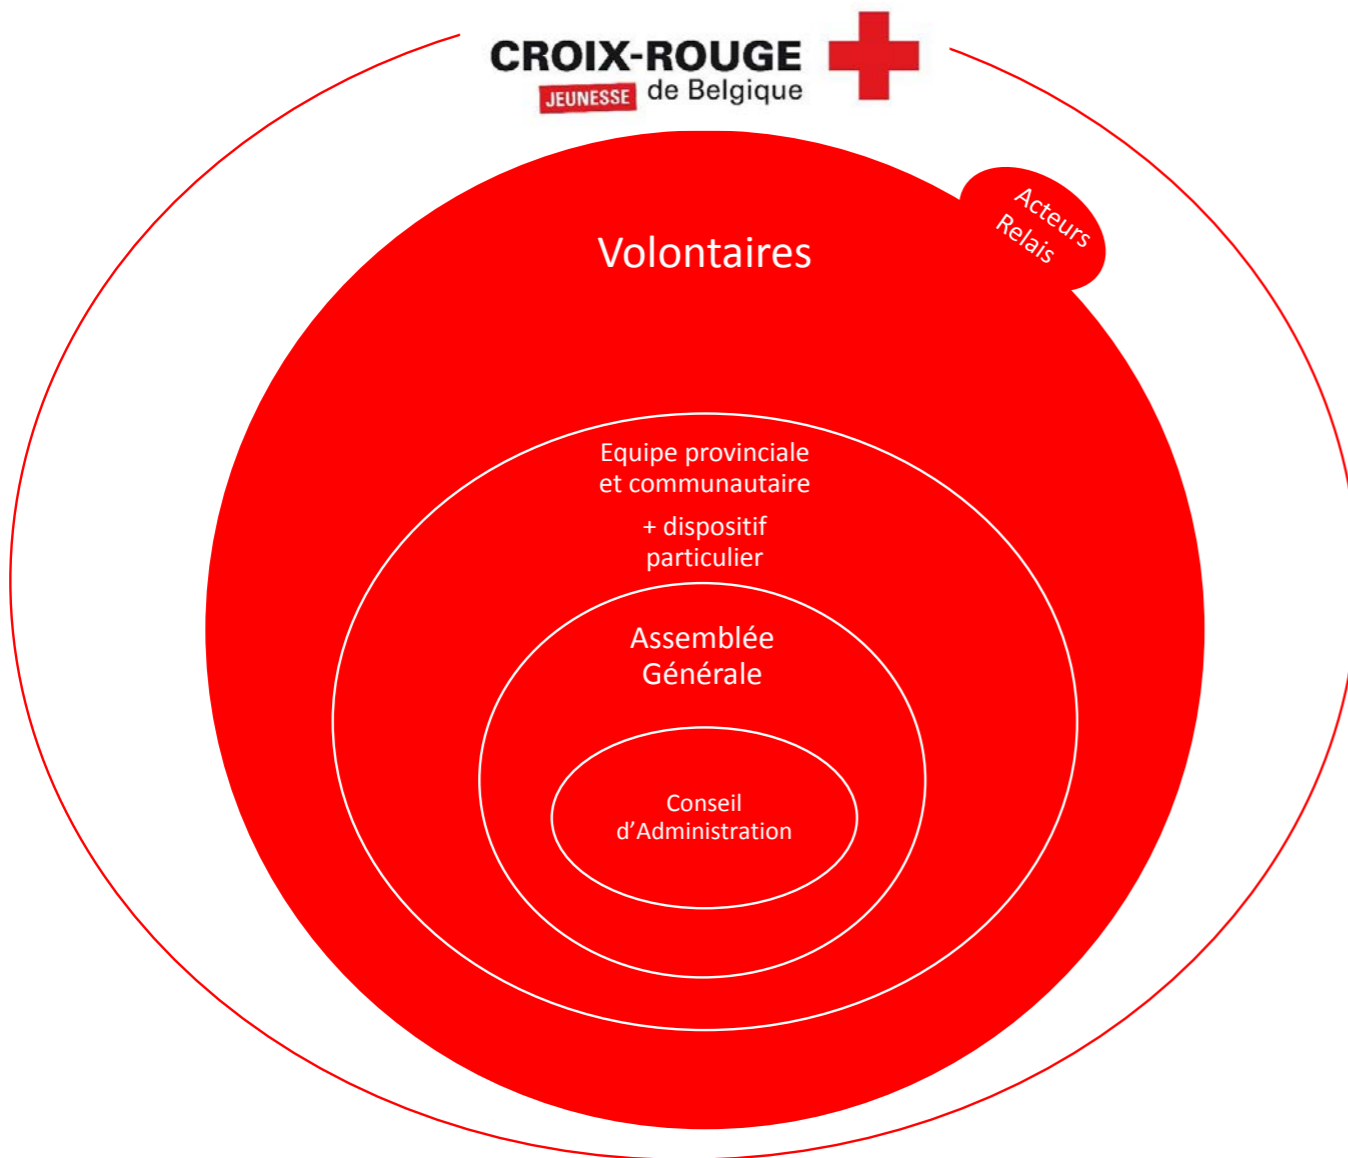 CROIX-ROUGE
JEUNESSE de Belgique
Acteurs
Relais
Volontaires
Equipe provinciale
et communautaire
+ dispositif
particulier
Assemblée
Générale
Conseil
d’Administration